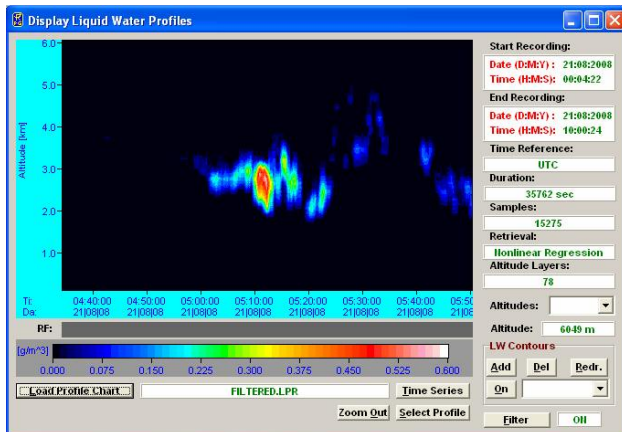 Display Liquid Water Profiles
Start Recording:
Date (D:M:Y) : 21:08:2008
Time (H:M:S): 00:04:22
End Recording:
Date (D:M:Y) : 21:08:2008
Time (H:M:S): 10:00:24
Time Reference:
UTC
Duration:
35762 sec
Samples:
15275
Retrieval:
Nonlinear Regression
Altitude Layers:
78
Altitudes:
Altitude: 6049 m
LW Contours
Add Del Redr.
On
Filter ON
Altitude [km]
6.0
5.0
4.0
3.0
2.0
1.0
Ti: 04:40:00 04:50:00 05:00:00 05:10:00 05:20:00 05:30:00 05:40:00 05:50
Da: 21|08|08 21|08|08 21|08|08 21|08|08 21|08|08 21|08|08 21|08|08 21|08
RF:
[g/m^3]
0.000 0.075 0.150 0.225 0.300 0.375 0.450 0.525 0.600
Load Profile Chart FILTERED.LPR Time Series
Zoom Out Select Profile